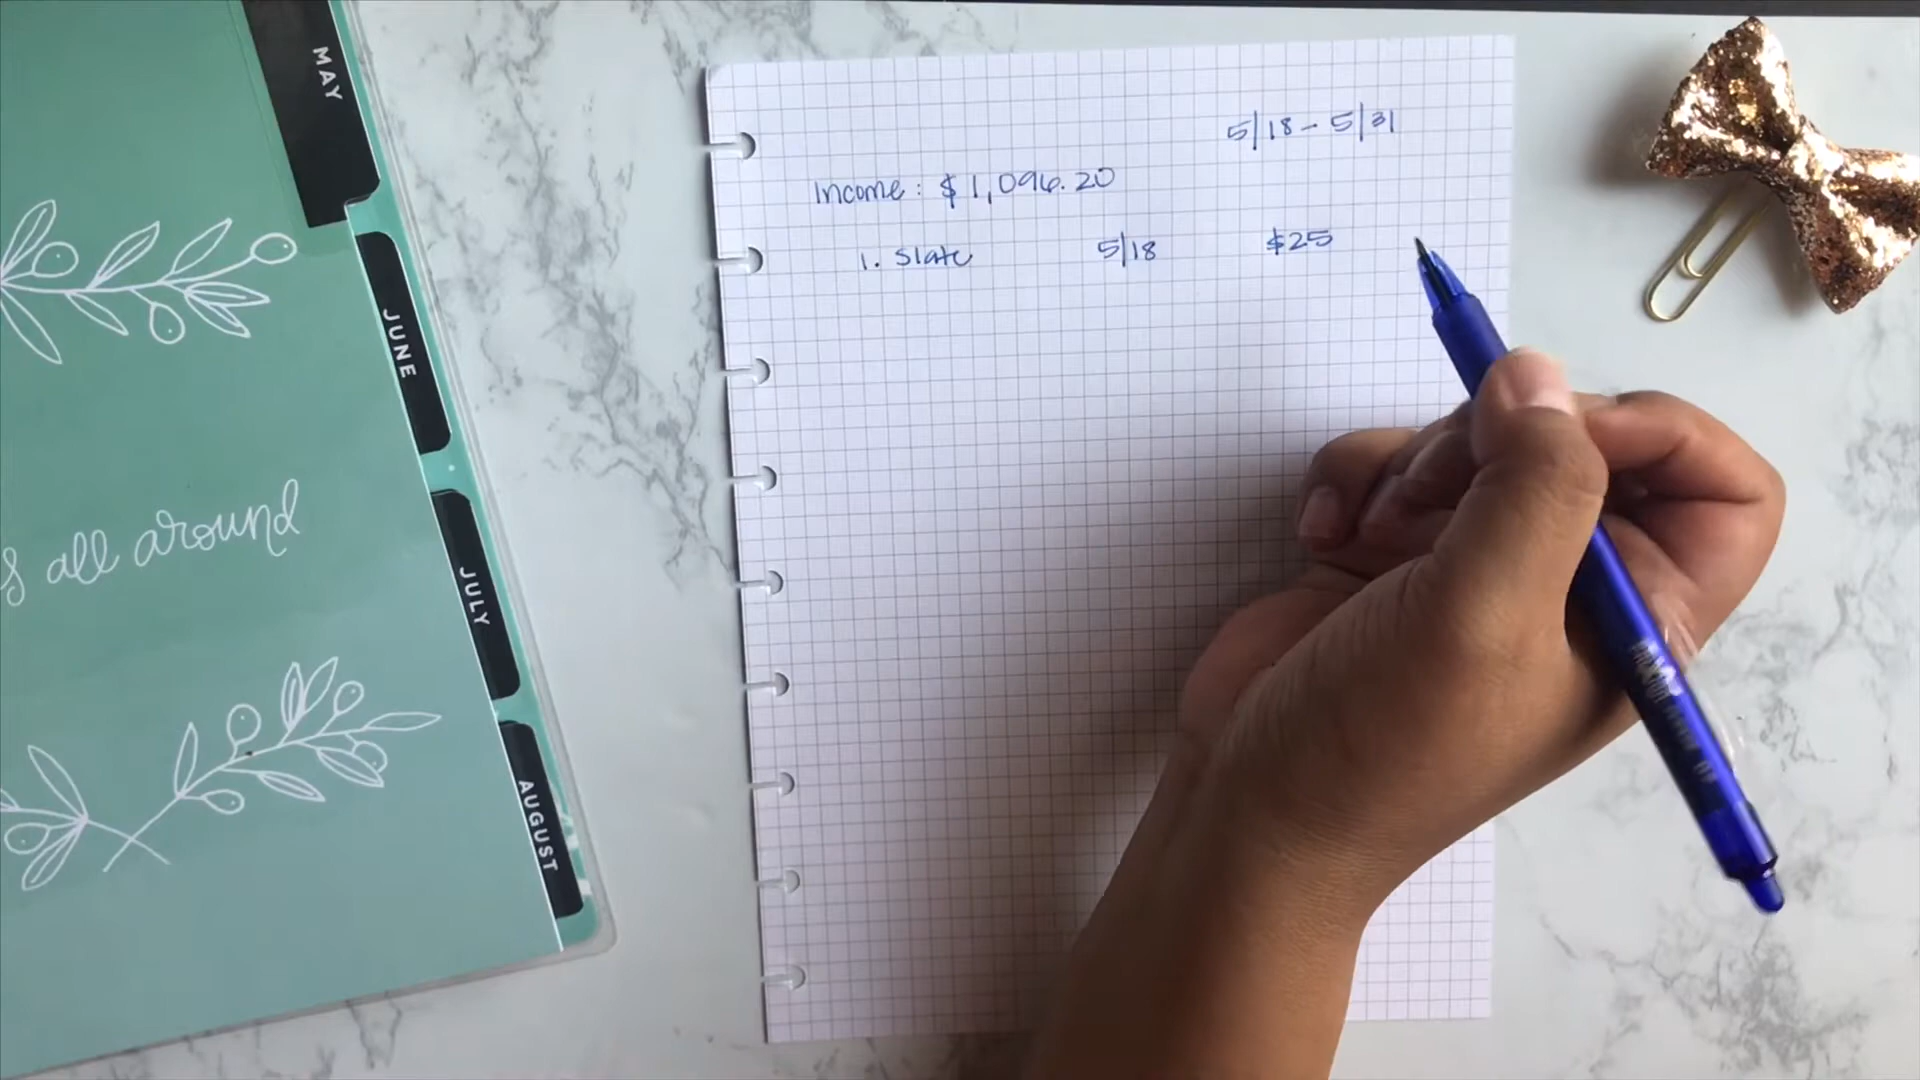 MAY
JUNE
JULY
AUGUST
s all around
5/18 - 5/31
Income: $1,096.20
1. Slate 5/18 $25